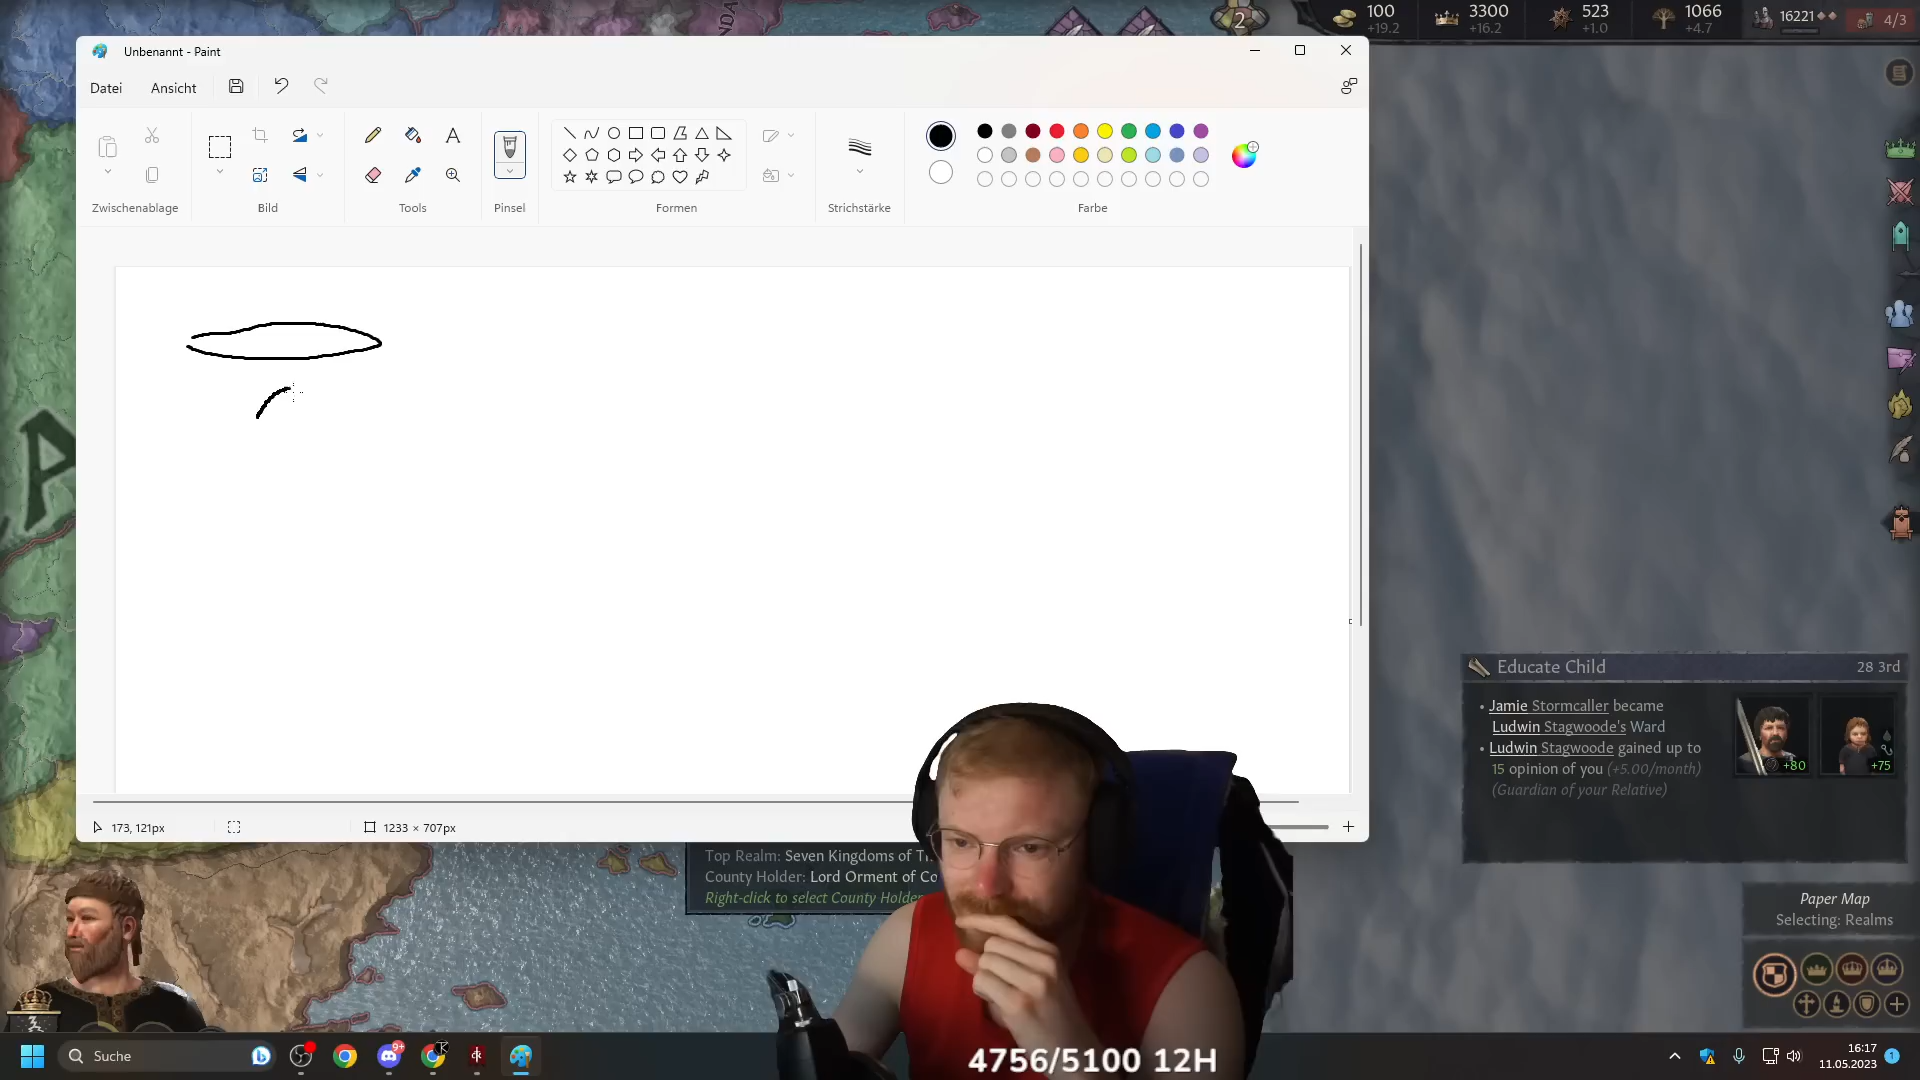 100
+19.2
3300
+16.2
523
+1.0
1066
+4.7
16221
4/3
2
Unbenannt - Paint
Datei
Ansicht
Zwischenablage
Bild
Tools
Pinsel
Formen
Strichstärke
Farbe
A
173, 121px
1233 × 707px
Top Realm: Seven Kingdoms of
County Holder: Lord Orment of
Right-click to select County Holder
Educate Child
28 3rd
• Jamie Stormcaller became
Ludwin Stagwoode's Ward
• Ludwin Stagwoode gained up to
15 opinion of you (+5.00/month)
(Guardian of your Relative)
+80
+75
Paper Map
Selecting: Realms
4756/5100 12H
Suche
9+
16:17
11.05.2023
1